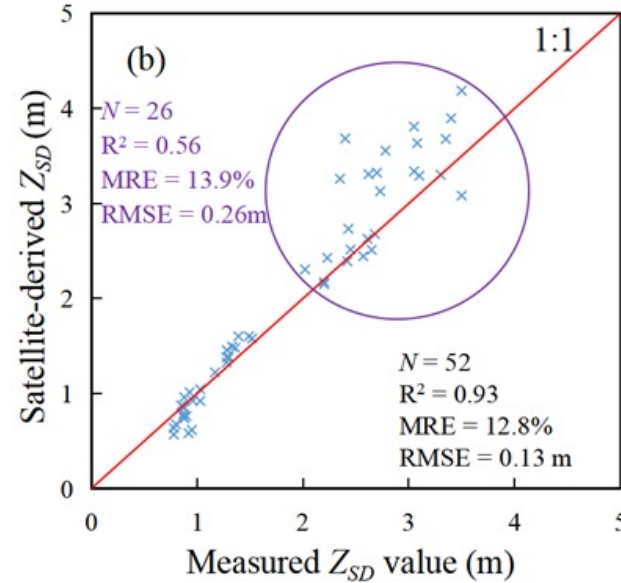 1:1
(b)
N = 26
R² = 0.56
MRE = 13.9%
RMSE = 0.26m
N = 52
R² = 0.93
MRE = 12.8%
RMSE = 0.13 m
Satellite-derived Z_SD (m)
5
4
3
2
1
0
0 1 2 3 4 5
Measured Z_SD value (m)